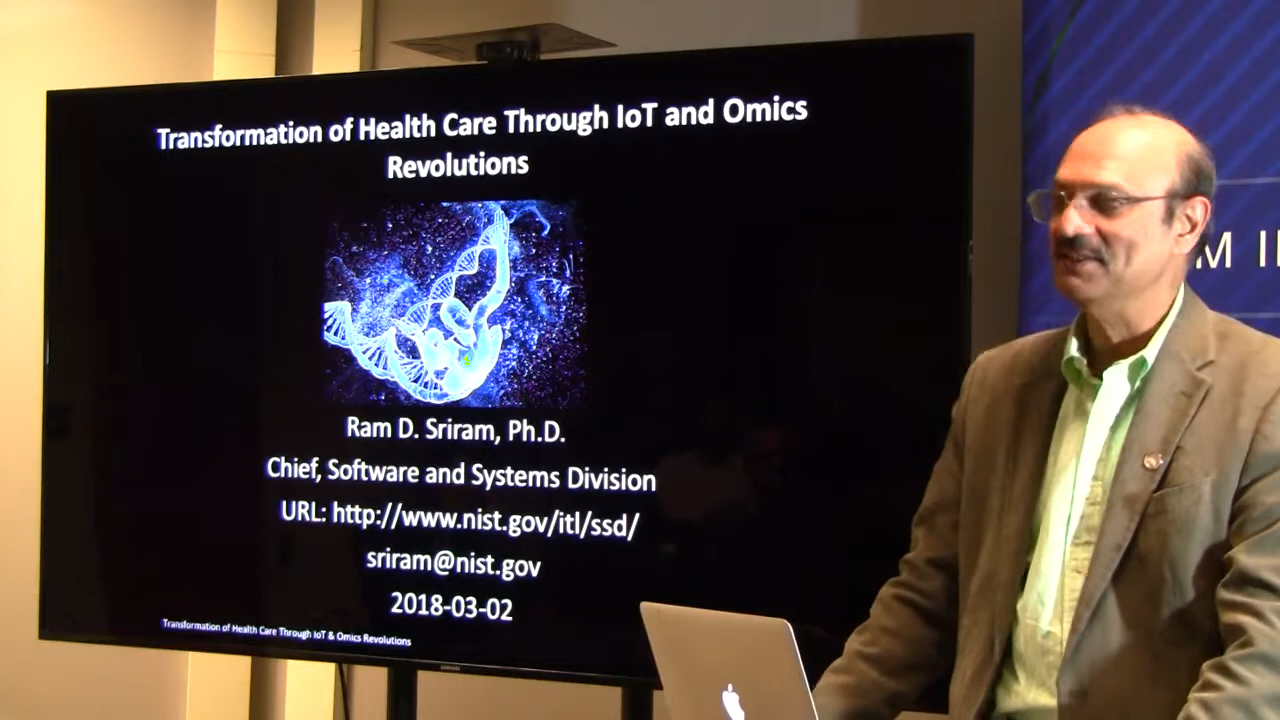 Transformation of Health Care Through IoT and Omics
Revolutions
Ram D. Sriram, Ph.D.
Chief, Software and Systems Division
URL: http://www.nist.gov/itl/ssd/
sriram@nist.gov
2018-03-02
Transformation of Health Care Through IoT & Omics Revolutions
SAMSUNG